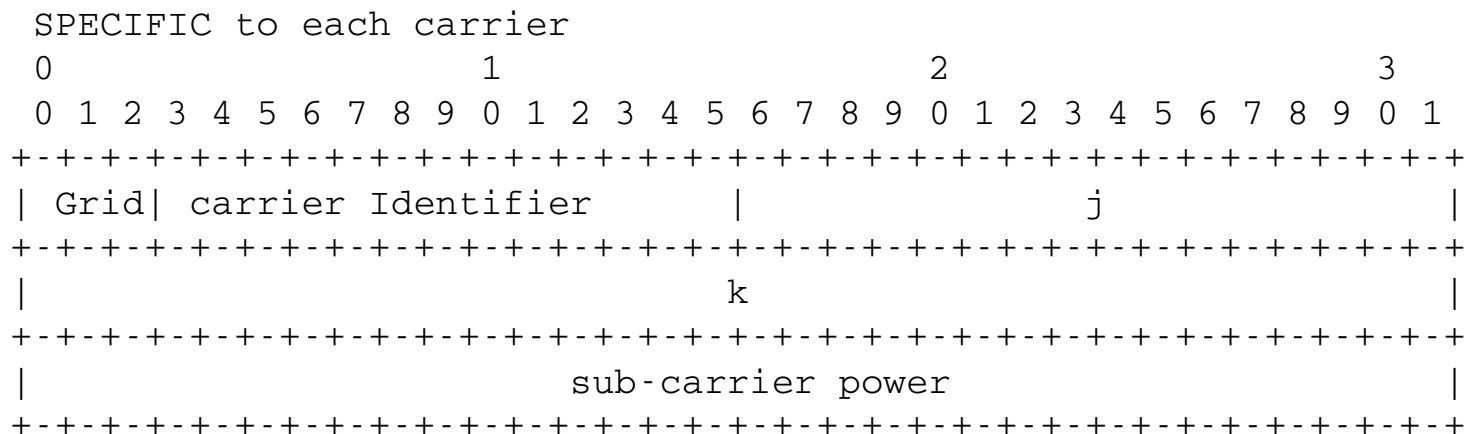 SPECIFIC to each carrier
0                   1                   2                   3
0 1 2 3 4 5 6 7 8 9 0 1 2 3 4 5 6 7 8 9 0 1 2 3 4 5 6 7 8 9 0 1
+-+-+-+-+-+-+-+-+-+-+-+-+-+-+-+-+-+-+-+-+-+-+-+-+-+-+-+-+-+-+-+-+
| Grid| carrier Identifier      |               j               |
+-+-+-+-+-+-+-+-+-+-+-+-+-+-+-+-+-+-+-+-+-+-+-+-+-+-+-+-+-+-+-+-+
|                               k                               |
+-+-+-+-+-+-+-+-+-+-+-+-+-+-+-+-+-+-+-+-+-+-+-+-+-+-+-+-+-+-+-+-+
|                        sub-carrier power                      |
+-+-+-+-+-+-+-+-+-+-+-+-+-+-+-+-+-+-+-+-+-+-+-+-+-+-+-+-+-+-+-+-+